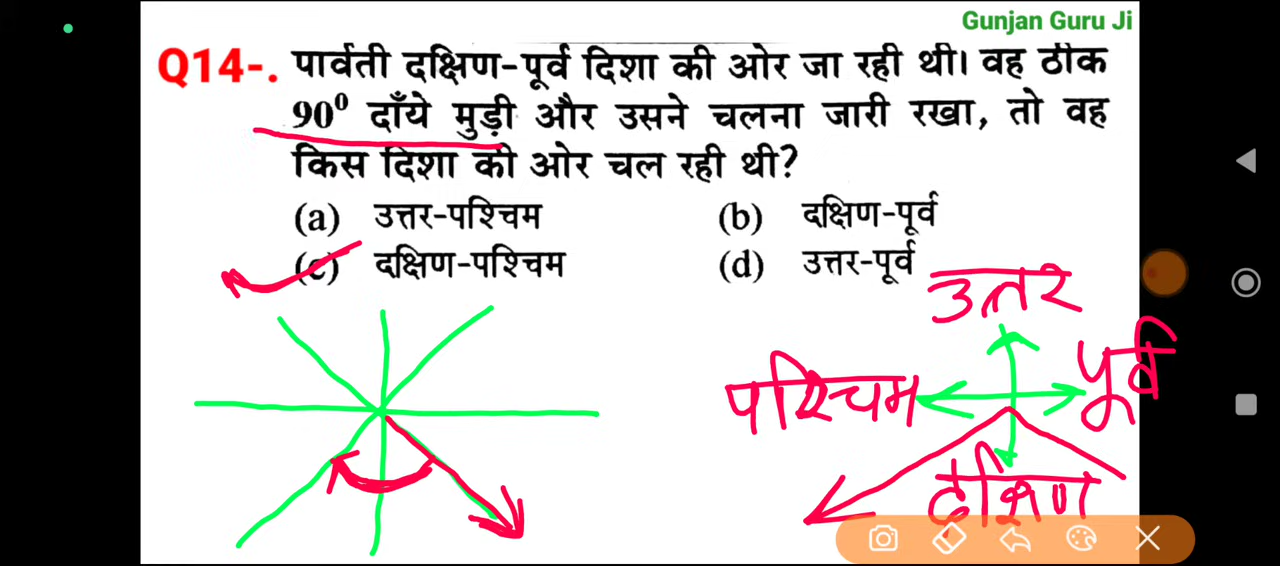 Gunjan Guru Ji
Q14-. पार्वती दक्षिण-पूर्व दिशा की ओर जा रही थी। वह ठीक
90⁰ दाँये मुड़ी और उसने चलना जारी रखा, तो वह
किस दिशा की ओर चल रही थी?
(a) उत्तर-पश्चिम (b) दक्षिण-पूर्व
(c) दक्षिण-पश्चिम (d) उत्तर-पूर्व
उत्तर
पश्चिम पूर्व
दक्षिण